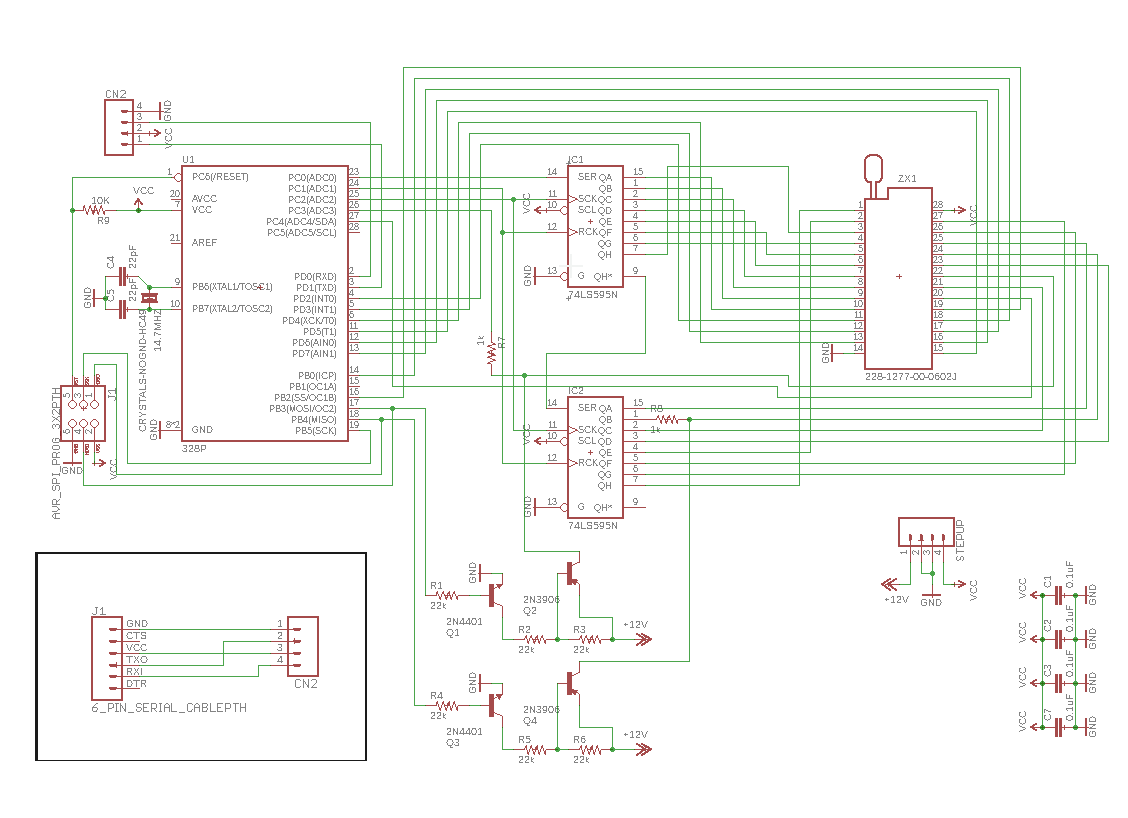 CN2
4
3
2
1
GND
VCC
U1
1
PC6(/RESET)
20
AVCC
7
VCC
21
AREF
9
PB6(XTAL1/TOSC1)
10
PB7(XTAL2/TOSC2)
8*2
GND
328P
PC0(ADC0)
23
PC1(ADC1)
24
PC2(ADC2)
25
PC3(ADC3)
26
PC4(ADC4/SDA)
27
PC5(ADC5/SCL)
28
PD0(RXD)
2
PD1(TXD)
3
PD2(INT0)
4
PD3(INT1)
5
PD4(XCK/T0)
6
PD5(T1)
11
PD6(AIN0)
12
PD7(AIN1)
13
PB0(ICP)
14
PB1(OC1A)
15
PB2(SS/OC1B)
16
PB3(MOSI/OC2)
17
PB4(MISO)
18
PB5(SCK)
19
VCC
10K
R9
C4
22pF
C5
22pF
GND
CRYSTALS-NOGND-HC49
14.7MHZ
GND
J1
5
3
1
6
4
2
GND
VCC
AVR_SPI_PROG_3X2PTH
IC1
14
SER
11
SCK
10
SCL
12
RCK
13
G
QA
15
QB
1
QC
2
QD
3
QE
4
QF
5
QG
6
QH
7
QH*
9
VCC
GND
74LS595N
1k
R7
IC2
14
SER
11
SCK
10
SCL
12
RCK
13
G
QA
15
QB
1
QC
2
QD
3
QE
4
QF
5
QG
6
QH
7
QH*
9
VCC
GND
74LS595N
R8
1k
ZX1
1
2
3
4
5
6
7
8
9
10
11
12
13
14
28
27
26
25
24
23
22
21
20
19
18
17
16
15
VCC
GND
228-1277-00-0602J
STEPUP
1
2
3
4
+12V
GND
VCC
R1
22k
GND
2N4401
Q1
2N3906
Q2
R2
22k
R3
22k
+12V
R4
22k
GND
2N4401
Q3
2N3906
Q4
R5
22k
R6
22k
+12V
VCC
C1
0.1uF
GND
VCC
C2
0.1uF
GND
VCC
C3
0.1uF
GND
VCC
C7
0.1uF
GND
J1
GND
CTS
VCC
TXO
RXI
DTR
1
2
3
4
CN2
6_PIN_SERIAL_CABLEPTH